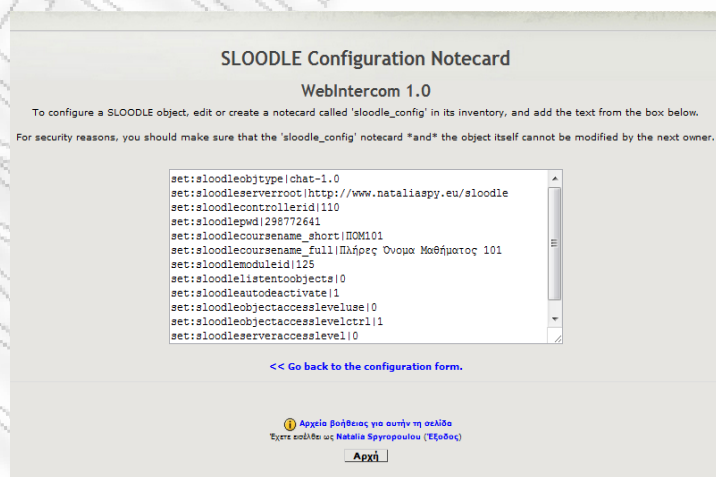 SLOODLE Configuration Notecard
WebIntercom 1.0
To configure a SLOODLE object, edit or create a notecard called 'sloodle_config' in its inventory, and add the text from the box below.
For security reasons, you should make sure that the 'sloodle_config' notecard *and* the object itself cannot be modified by the next owner.
set:sloodleobjtype|chat-1.0
set:sloodleserverroot|http://www.nataliaspy.eu/sloodle
set:sloodlecontrollerid|110
set:sloodlepwd|298772641
set:sloodlecoursename_short|ΠΟΜ101
set:sloodlecoursename_full|Πλήρες Όνομα Μαθήματος 101
set:sloodlemoduleid|125
set:sloodlelistentoobjects|0
set:sloodleautodeactivate|1
set:sloodleobjectaccessleveluse|0
set:sloodleobjectaccesslevelctrl|1
set:sloodleserveraccesslevel|0
<< Go back to the configuration form.
Αρχεία βοήθειας για αυτήν τη σελίδα
Έχετε εισέλθει ως Natalia Spyropoulou (Έξοδος)
Αρχή